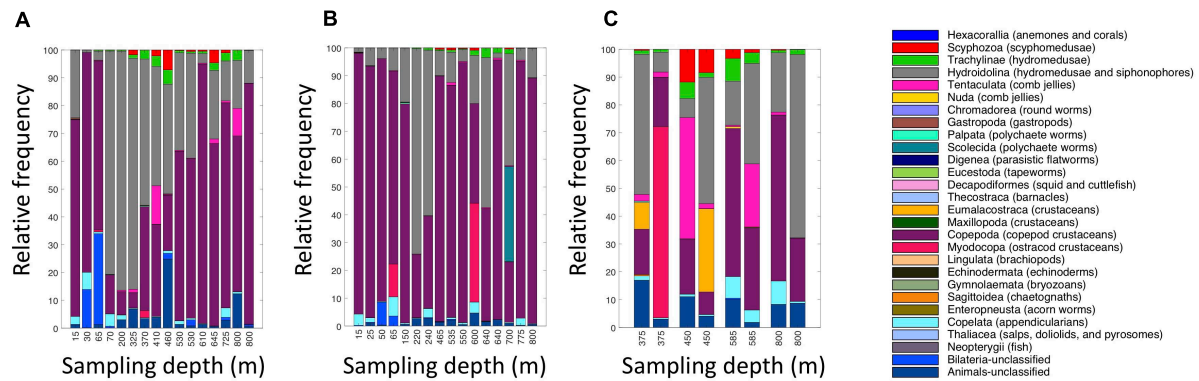 A
B
C
Relative frequency
100
90
80
70
60
50
40
30
20
10
0
15
30
65
70
200
325
370
410
460
530
530
610
645
725
800
800
Sampling depth (m)
Relative frequency
100
90
80
70
60
50
40
30
20
10
0
15
25
50
65
150
220
240
465
535
550
600
640
640
700
775
800
Sampling depth (m)
Relative frequency
100
90
80
70
60
50
40
30
20
10
0
375
375
450
450
585
585
800
800
Sampling depth (m)
Hexacorallia (anemones and corals)
Scyphozoa (scyphomedusae)
Trachylinae (hydromedusae)
Hydroidolina (hydromedusae and siphonophores)
Tentaculata (comb jellies)
Nuda (comb jellies)
Chromadorea (round worms)
Gastropoda (gastropods)
Palpata (polychaete worms)
Scolecida (polychaete worms)
Digenea (parasistic flatworms)
Eucestoda (tapeworms)
Decapodiformes (squid and cuttlefish)
Thecostraca (barnacles)
Eumalacostraca (crustaceans)
Maxillopoda (crustaceans)
Copepoda (copepod crustaceans)
Myodocopa (ostracod crustaceans)
Lingulata (brachiopods)
Echinodermata (echinoderms)
Gymnolaemata (bryozoans)
Sagittoidea (chaetognaths)
Enteropneusta (acorn worms)
Copelata (appendicularians)
Thaliacea (salps, doliolids, and pyrosomes)
Neopterygii (fish)
Bilateria-unclassified
Animals-unclassified